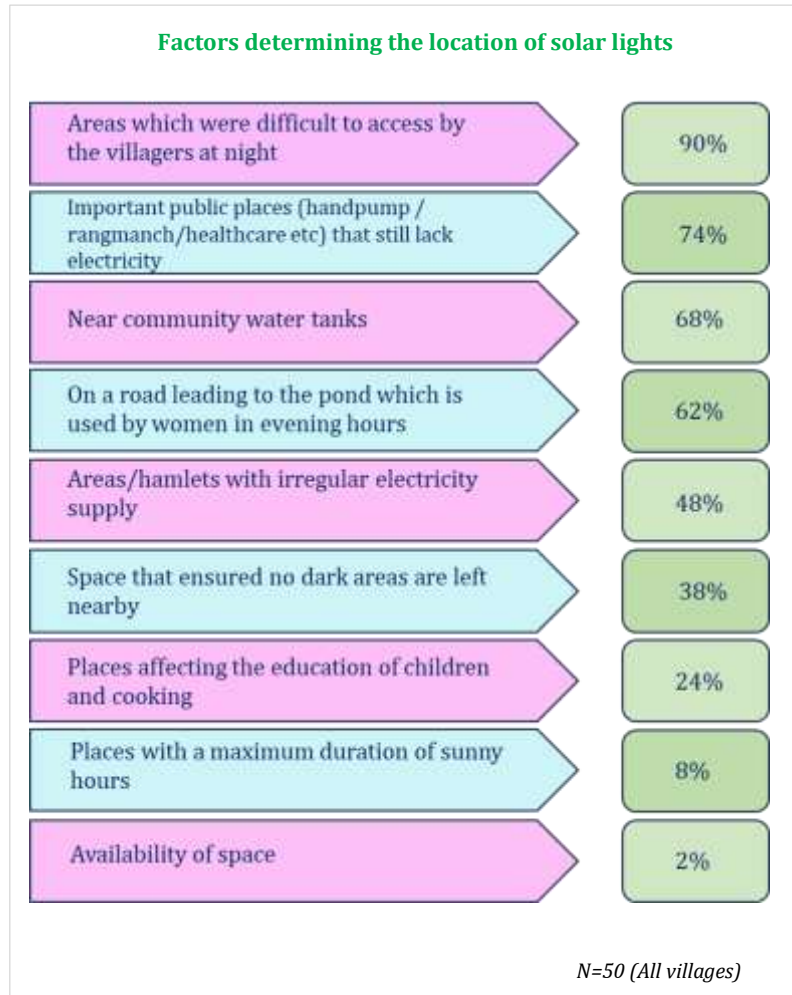 Factors determining the location of solar lights
Areas which were difficult to access by
the villagers at night
90%
Important public places (handpump /
rangmanch/healthcare etc) that still lack
electricity
74%
Near community water tanks
68%
On a road leading to the pond which is
used by women in evening hours
62%
Areas/hamlets with irregular electricity
supply
48%
Space that ensured no dark areas are left
nearby
38%
Places affecting the education of children
and cooking
24%
Places with a maximum duration of sunny
hours
8%
Availability of space
2%
N=50 (All villages)